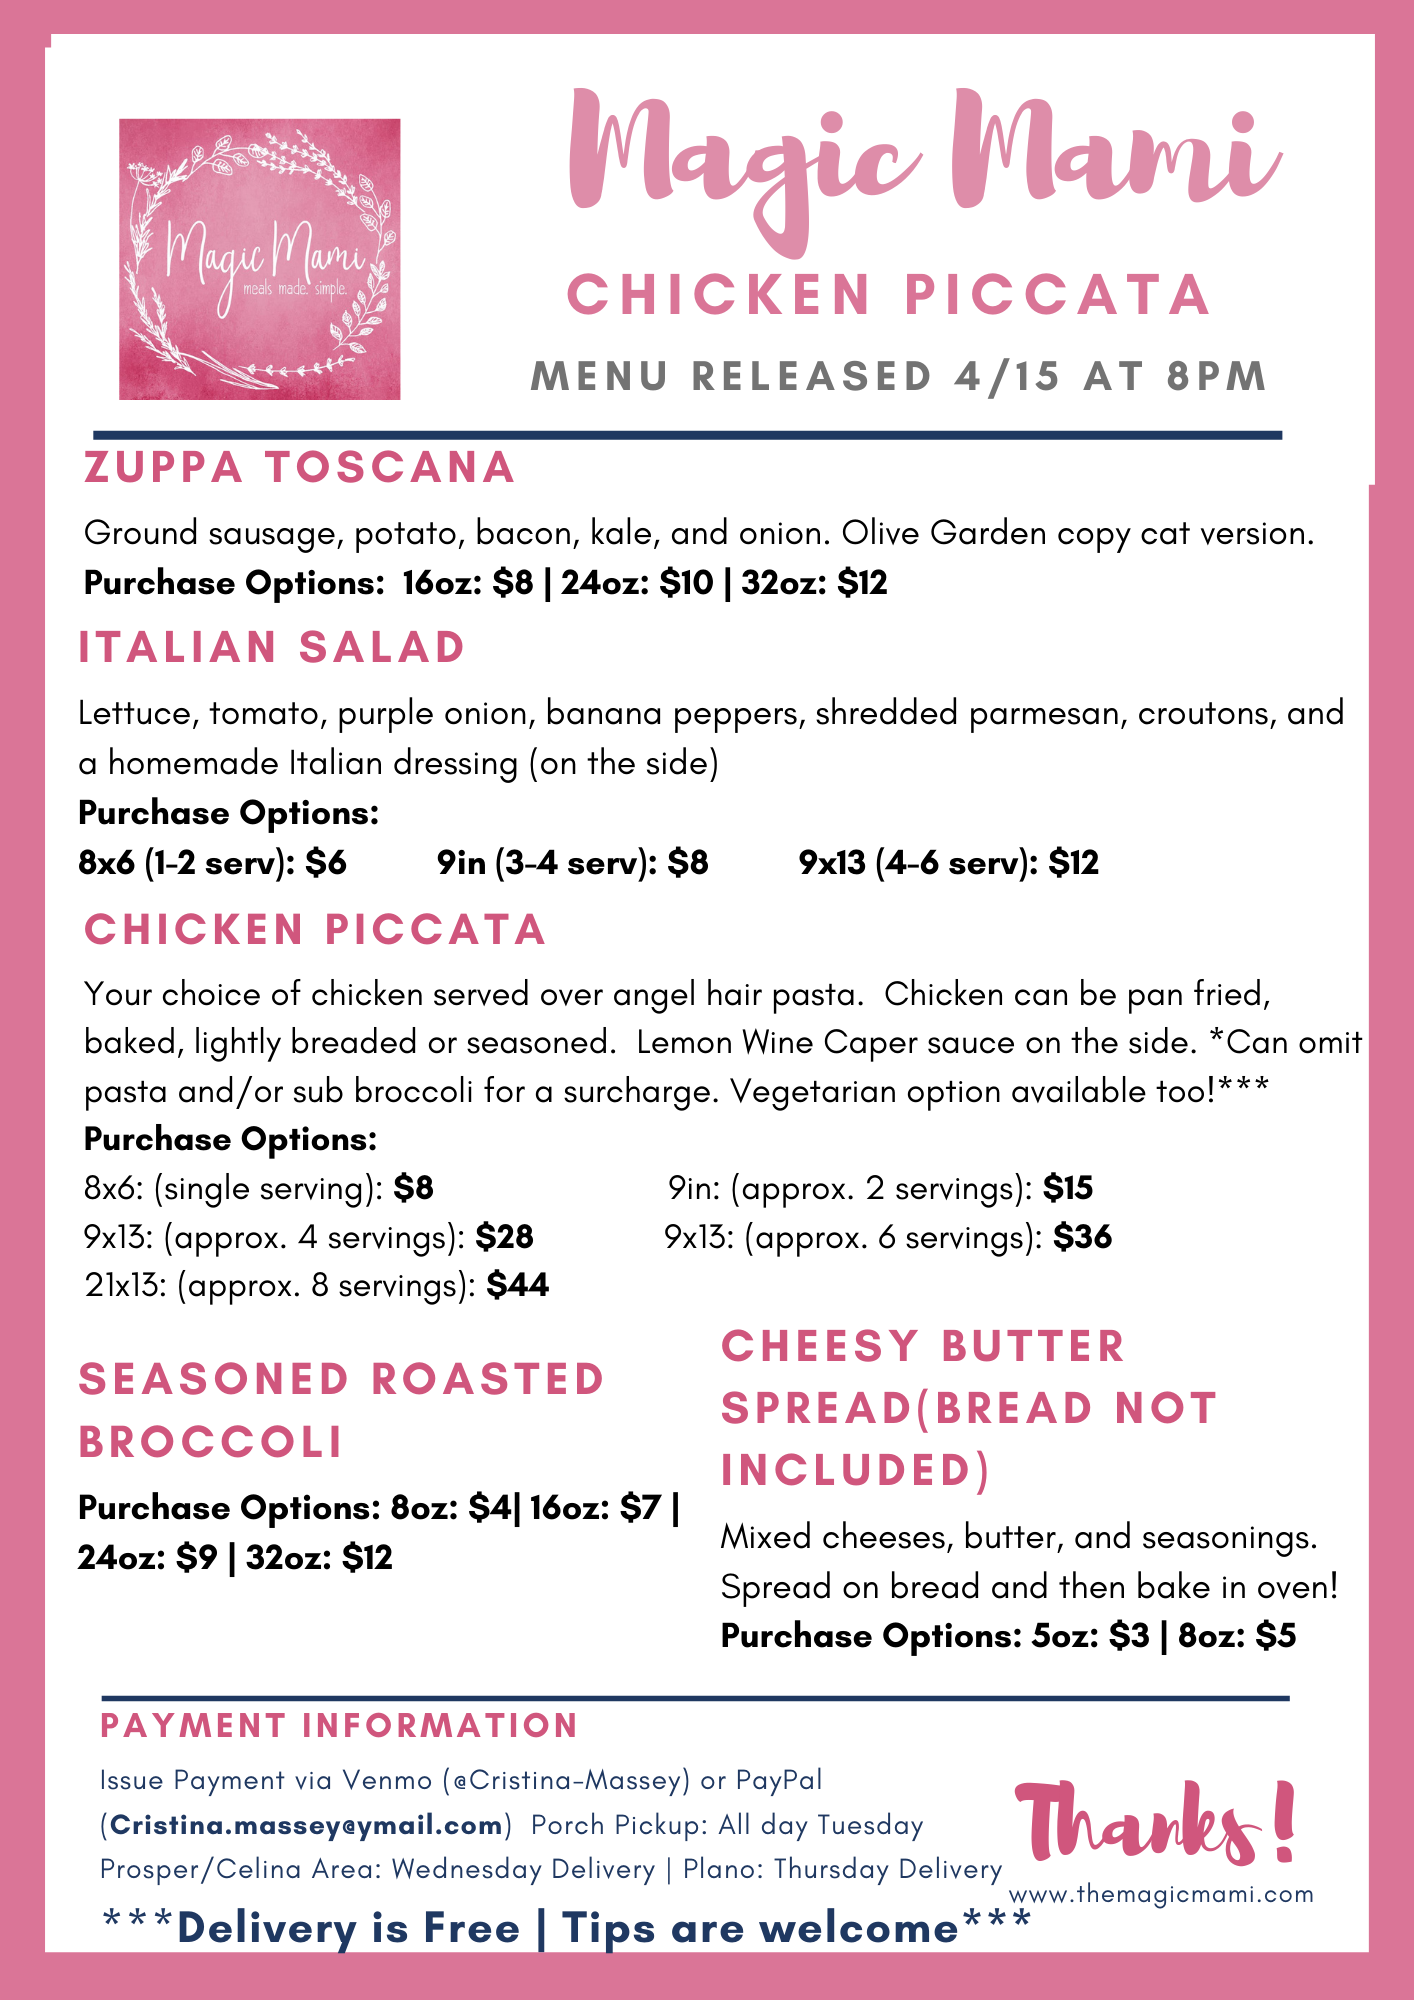 Magic Mami
meals made. simple.
Magic Mami
CHICKEN PICCATA
MENU RELEASED 4/15 AT 8PM
ZUPPA TOSCANA
Ground sausage, potato, bacon, kale, and onion. Olive Garden copy cat version.
Purchase Options: 16oz: $8 | 24oz: $10 | 32oz: $12
ITALIAN SALAD
Lettuce, tomato, purple onion, banana peppers, shredded parmesan, croutons, and
a homemade Italian dressing (on the side)
Purchase Options:
8x6 (1-2 serv): $6 9in (3-4 serv): $8 9x13 (4-6 serv): $12
CHICKEN PICCATA
Your choice of chicken served over angel hair pasta. Chicken can be pan fried,
baked, lightly breaded or seasoned. Lemon Wine Caper sauce on the side. *Can omit
pasta and/or sub broccoli for a surcharge. Vegetarian option available too!***
Purchase Options:
8x6: (single serving): $8 9in: (approx. 2 servings): $15
9x13: (approx. 4 servings): $28 9x13: (approx. 6 servings): $36
21x13: (approx. 8 servings): $44
SEASONED ROASTED
BROCCOLI
Purchase Options: 8oz: $4| 16oz: $7 |
24oz: $9 | 32oz: $12
CHEESY BUTTER
SPREAD(BREAD NOT
INCLUDED)
Mixed cheeses, butter, and seasonings.
Spread on bread and then bake in oven!
Purchase Options: 5oz: $3 | 8oz: $5
PAYMENT INFORMATION
Issue Payment via Venmo (@Cristina-Massey) or PayPal
(Cristina.massey@ymail.com) Porch Pickup: All day Tuesday
Prosper/Celina Area: Wednesday Delivery | Plano: Thursday Delivery
***Delivery is Free | Tips are welcome***
Thanks!
www.themagicmami.com